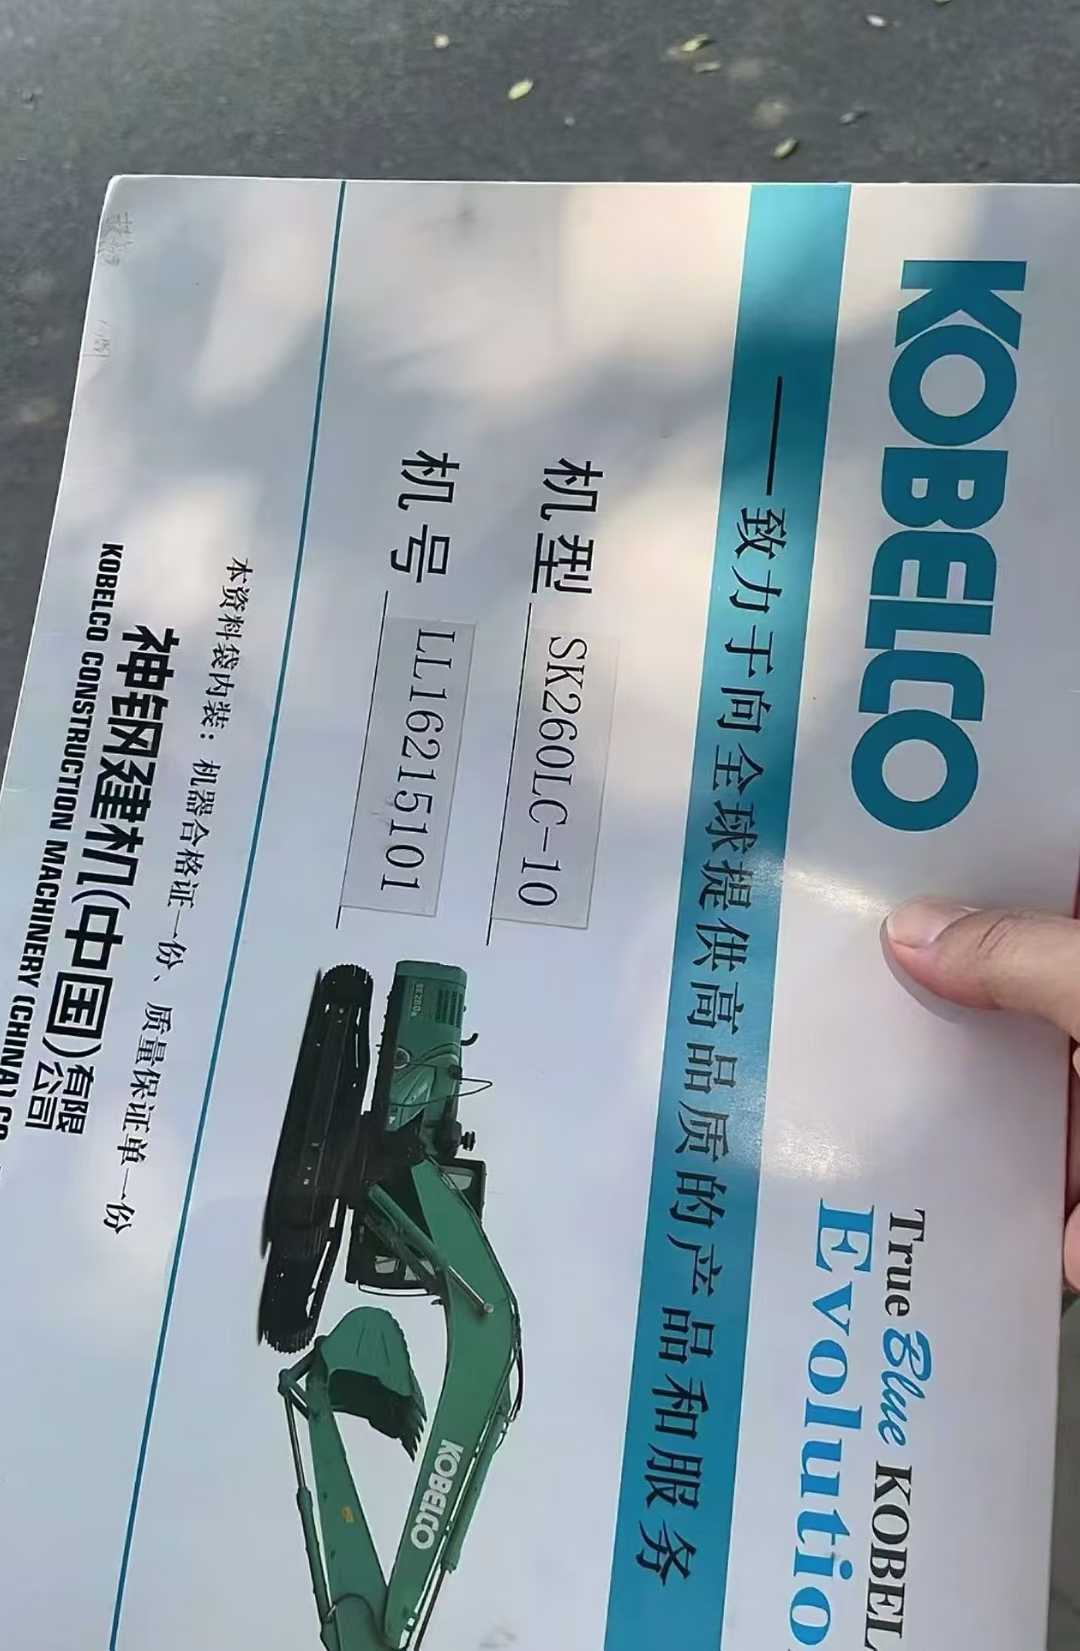 KOBELCO
True Blue KOBEL
Evolutio
——致力于向全球提供高品质的产品和服务
机型 SK260LC-10
机号 LL16215101
KOBELCO
本资料袋内装：机器合格证一份、质量保证单一份
神钢建机(中国)有限公司
KOBELCO CONSTRUCTION MACHINERY (CHINA) CO